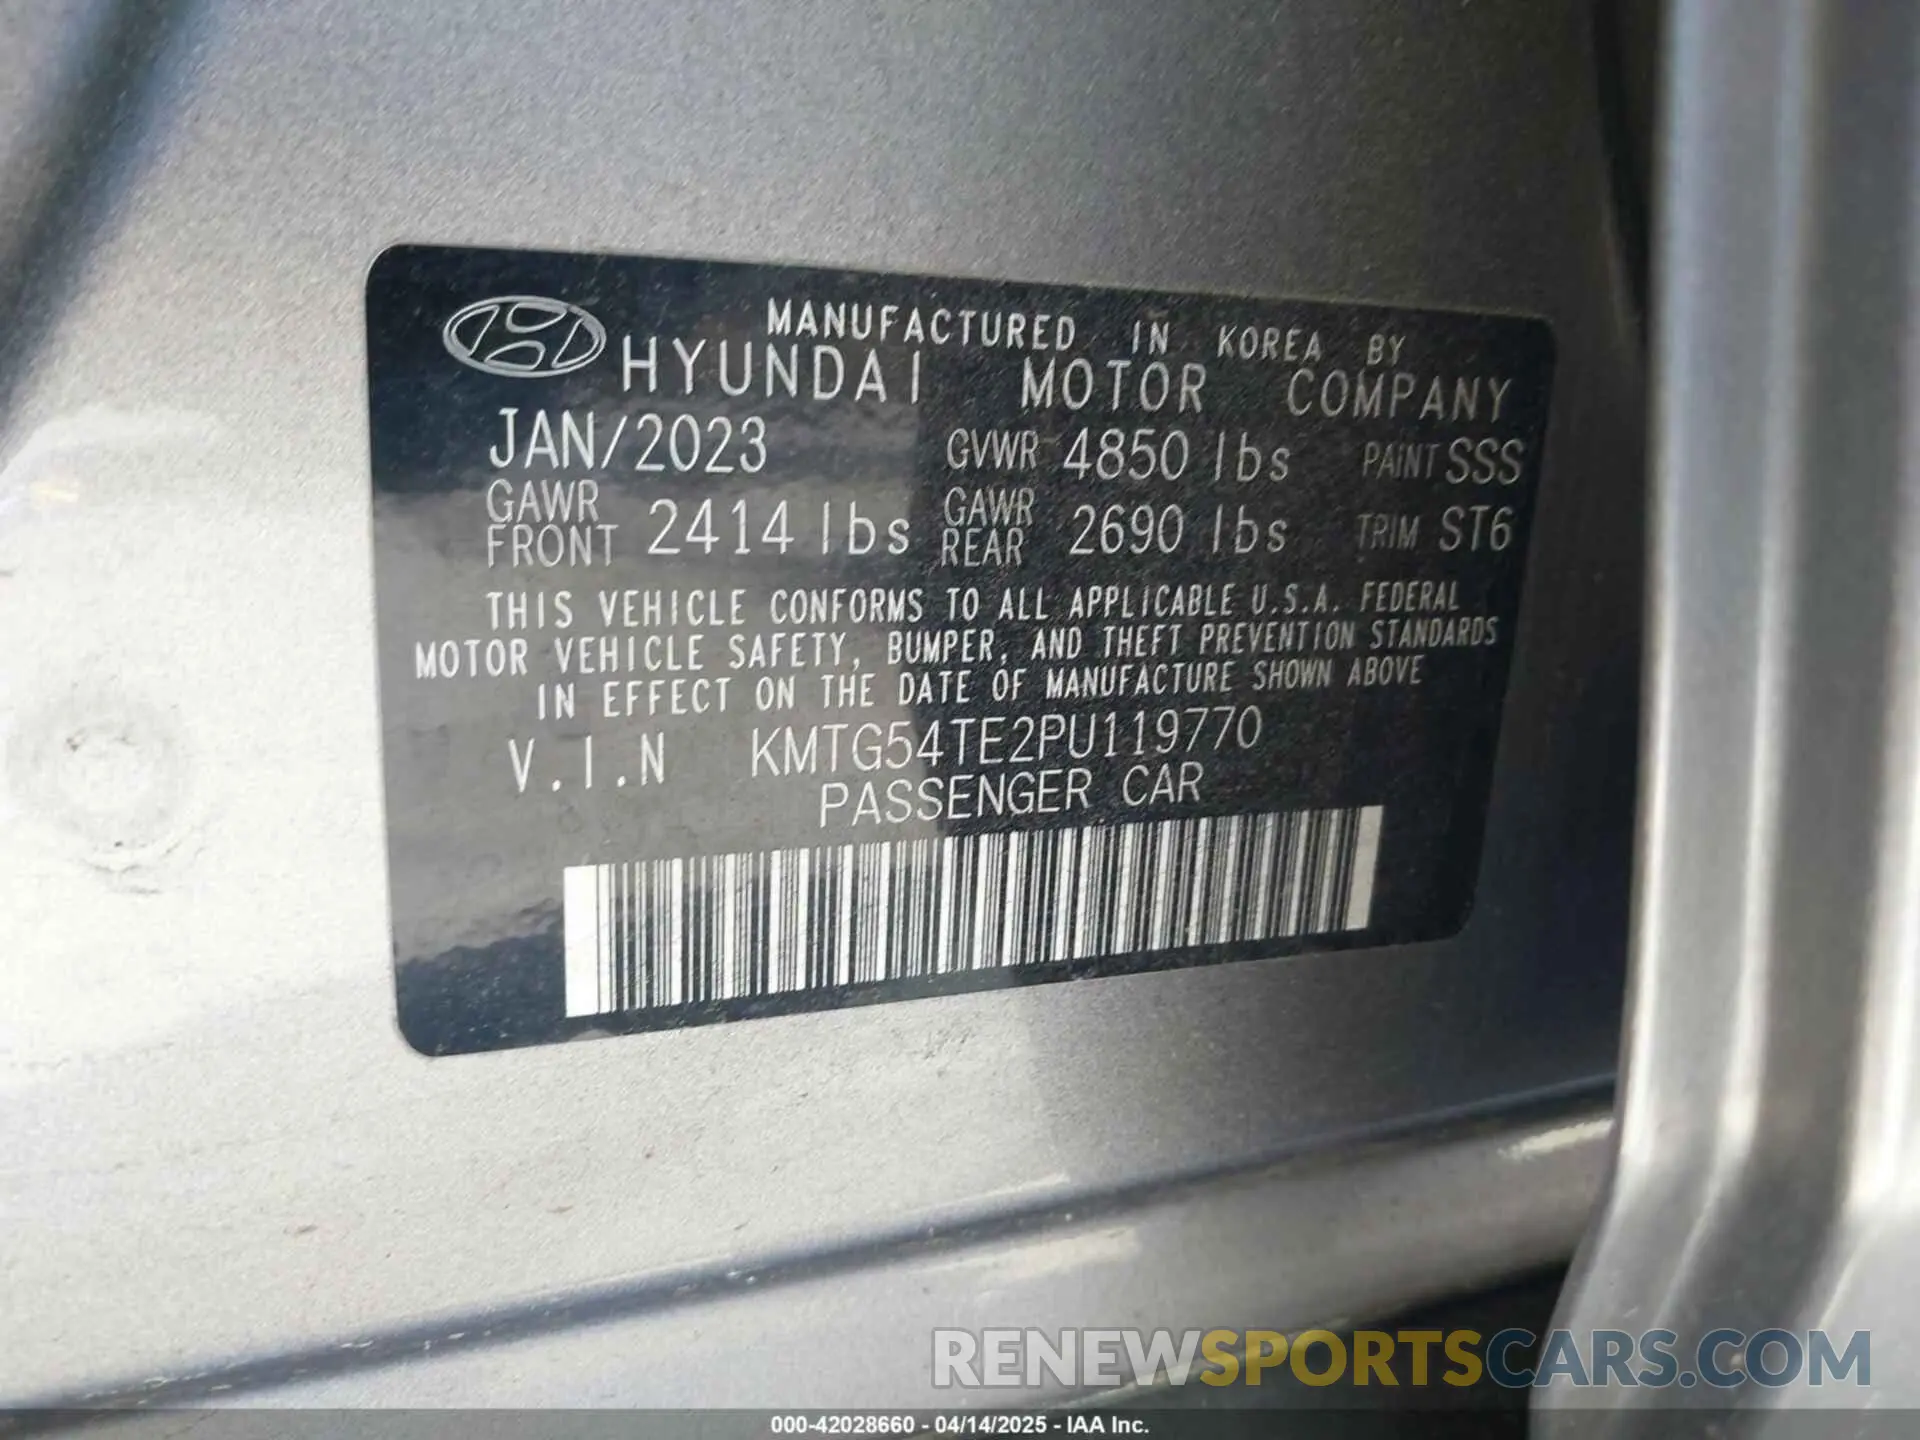 MANUFACTURED IN KOREA BY
HYUNDAI MOTOR COMPANY
JAN/2023 GVWR 4850 lbs PAINT SSS
GAWR FRONT 2414 lbs GAWR REAR 2690 lbs TRIM ST6
THIS VEHICLE CONFORMS TO ALL APPLICABLE U.S.A. FEDERAL
MOTOR VEHICLE SAFETY, BUMPER, AND THEFT PREVENTION STANDARDS
IN EFFECT ON THE DATE OF MANUFACTURE SHOWN ABOVE
V.I.N KMTG54TE2PU119770
PASSENGER CAR
RENEWSPORTSCARS.COM
000-42028660 - 04/14/2025 - IAA Inc.